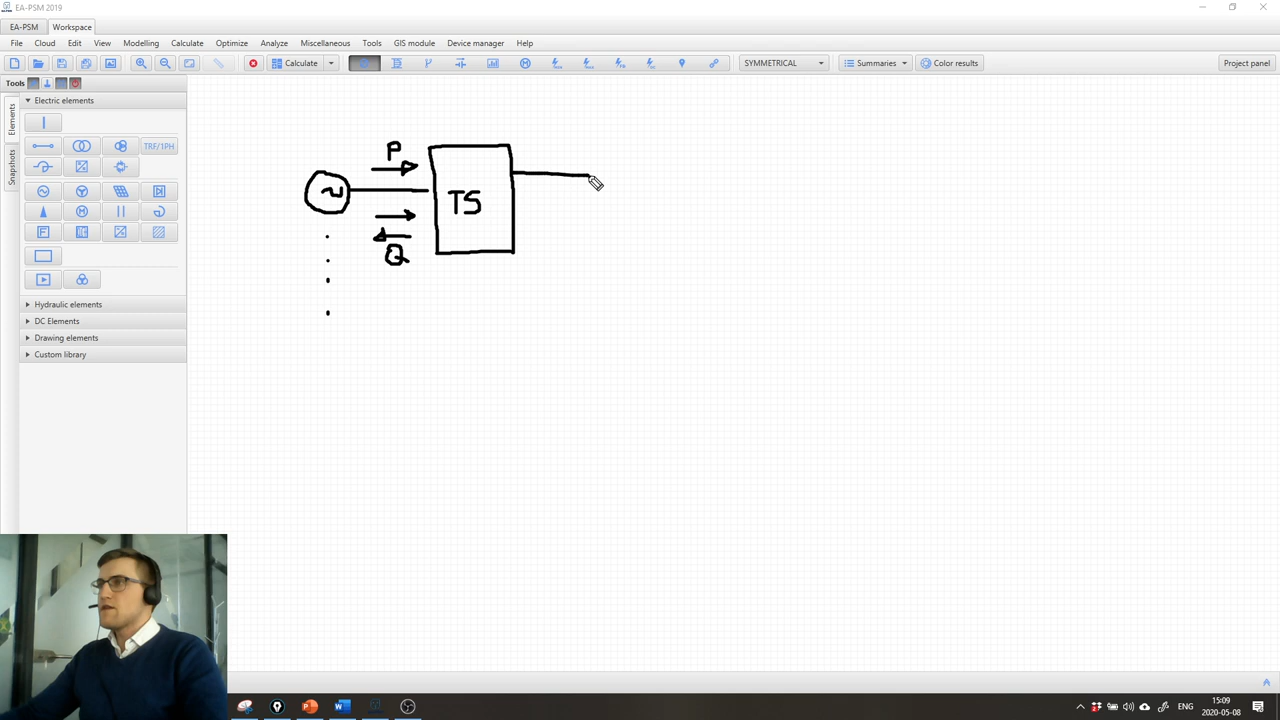 EA-PSM 2019
EA-PSM Workspace
File Cloud Edit View Modelling Calculate Optimize Analyze Miscellaneous Tools GIS module Device manager Help
Calculate SYMMETRICAL Summaries Color results Project panel
Tools
Elements
Snapshots
Electric elements
TRF/1PH
Hydraulic elements
DC Elements
Drawing elements
Custom library
P
TS
Q
ENG
15:09
2020-05-08